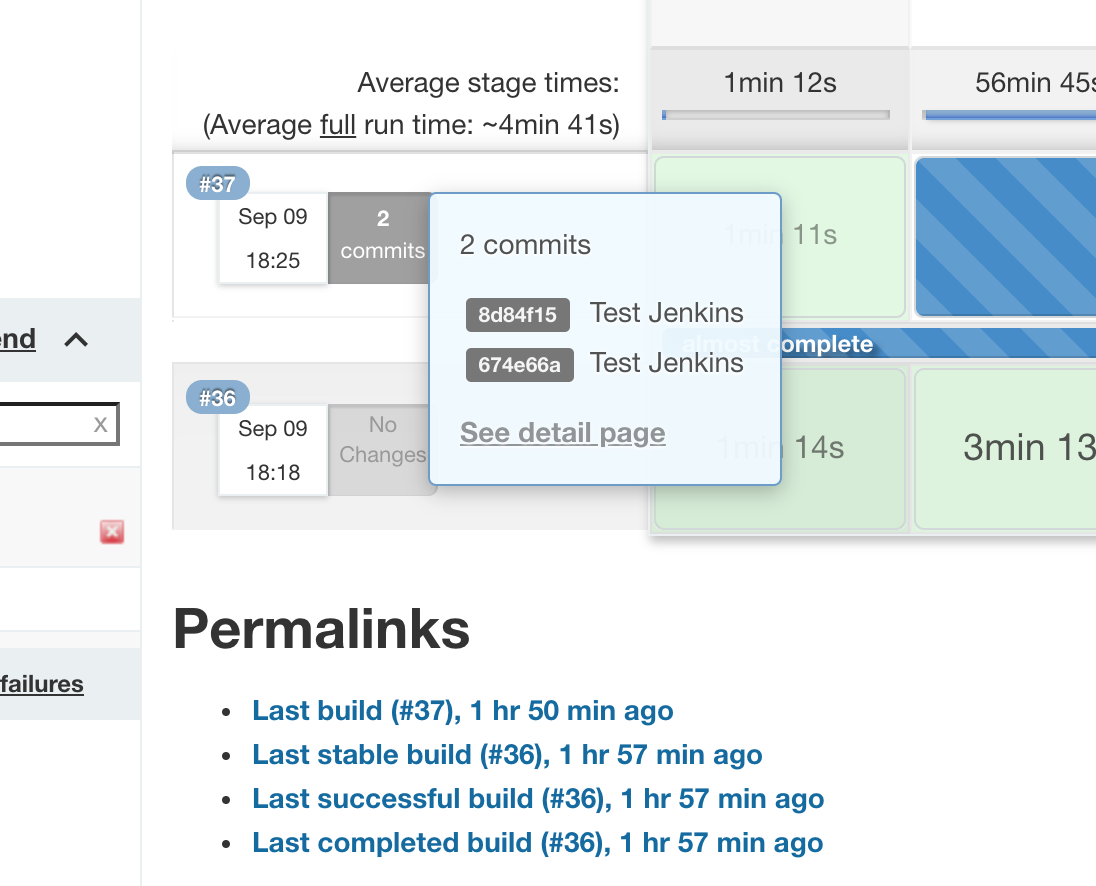 Average stage times:
(Average full run time: ~4min 41s)
1min 12s
56min 45s
#37
Sep 09
18:25
2
commits
1min 11s
2 commits
8d84f15 Test Jenkins
674e66a Test Jenkins
See detail page
almost complete
end
x
#36
Sep 09
18:18
No
Changes
1min 14s
3min 13
failures
Permalinks
Last build (#37), 1 hr 50 min ago
Last stable build (#36), 1 hr 57 min ago
Last successful build (#36), 1 hr 57 min ago
Last completed build (#36), 1 hr 57 min ago